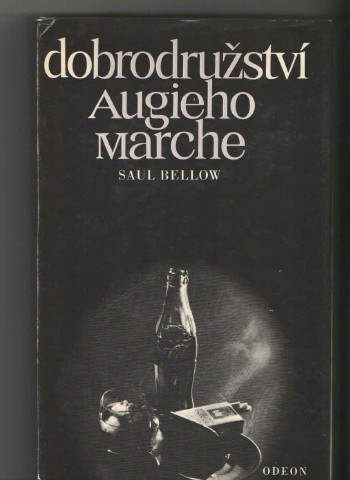 dobrodružství
Augieho
Marche
SAUL BELLOW
ODEON